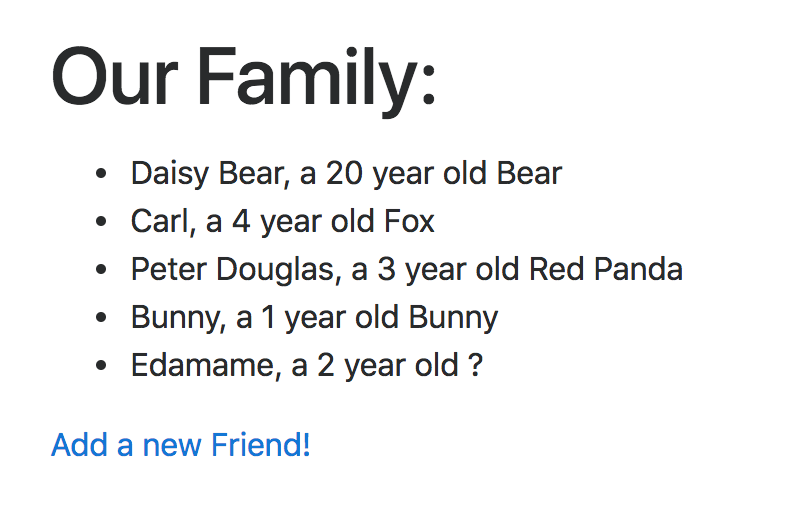 Our Family:
• Daisy Bear, a 20 year old Bear
• Carl, a 4 year old Fox
• Peter Douglas, a 3 year old Red Panda
• Bunny, a 1 year old Bunny
• Edamame, a 2 year old ?
Add a new Friend!